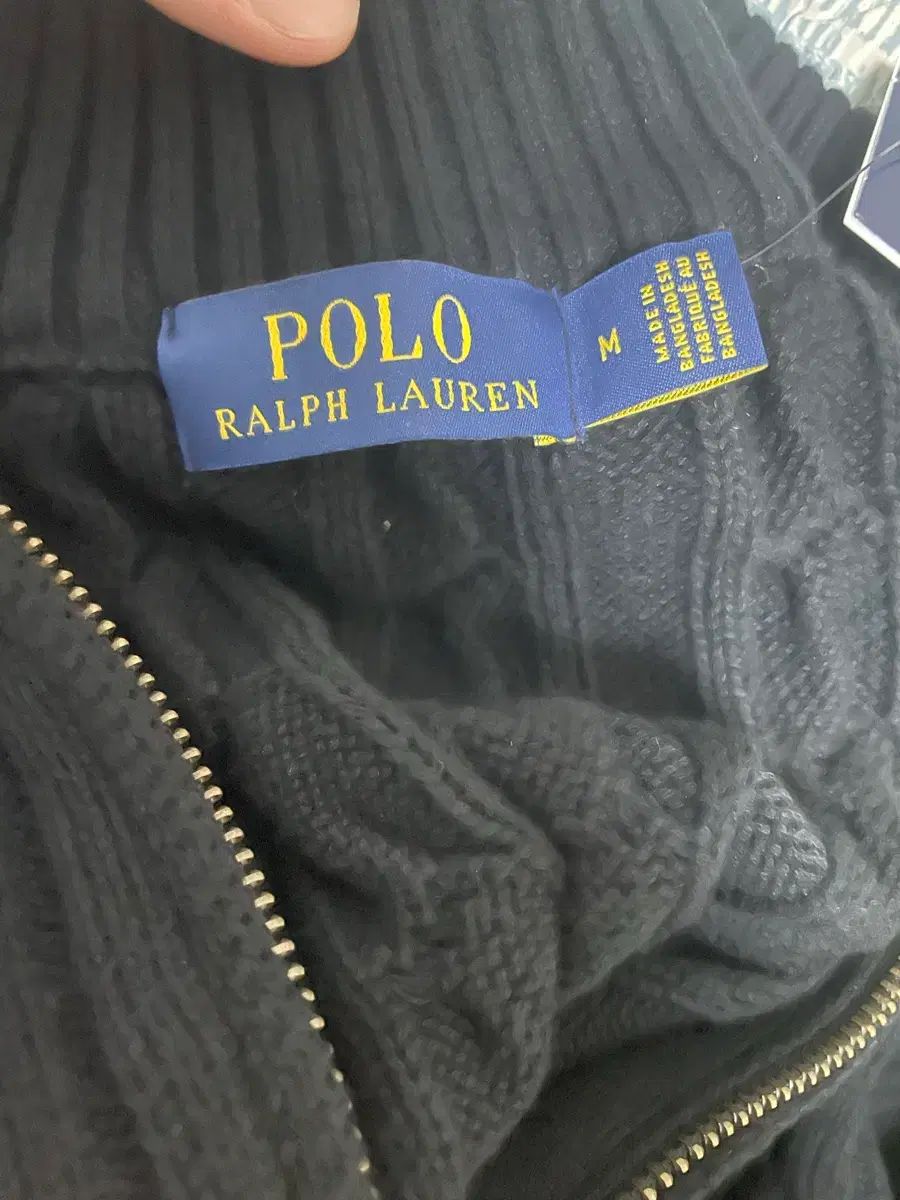 POLO
RALPH LAUREN
M
MADE IN
BANGLADESH
FABRIQUÉ AU
BANGLADESH